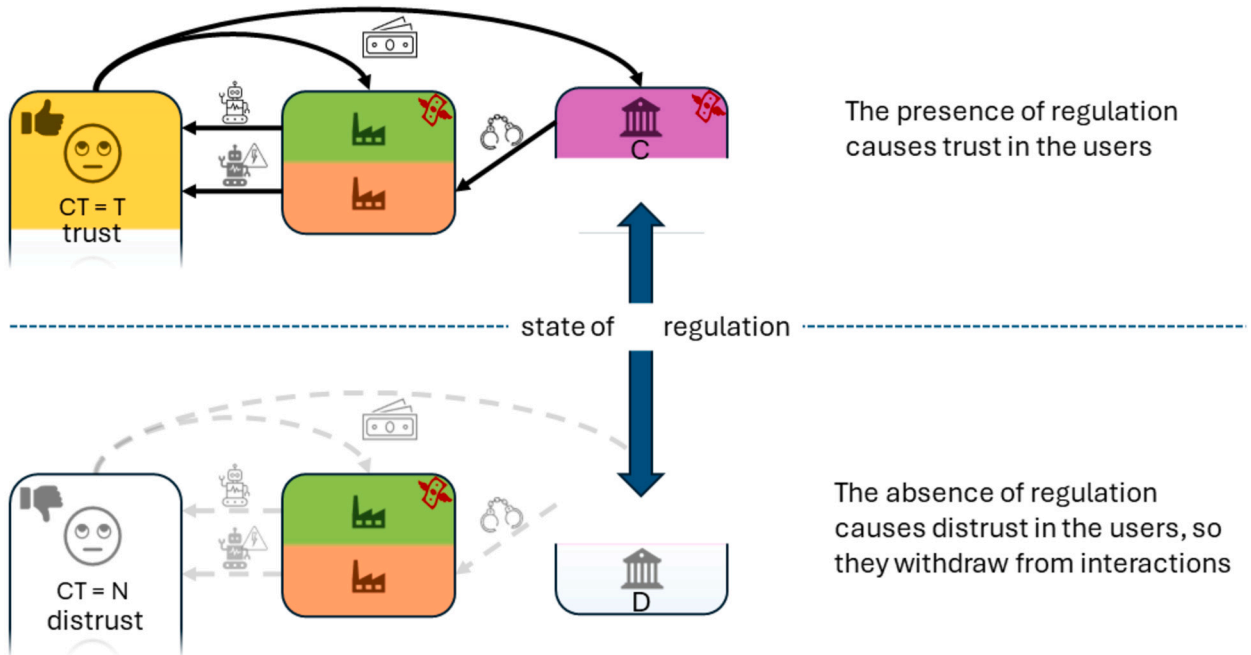 The presence of regulation
causes trust in the users
C
CT = T
trust
state of regulation
The absence of regulation
causes distrust in the users, so
they withdraw from interactions
CT = N
distrust
D